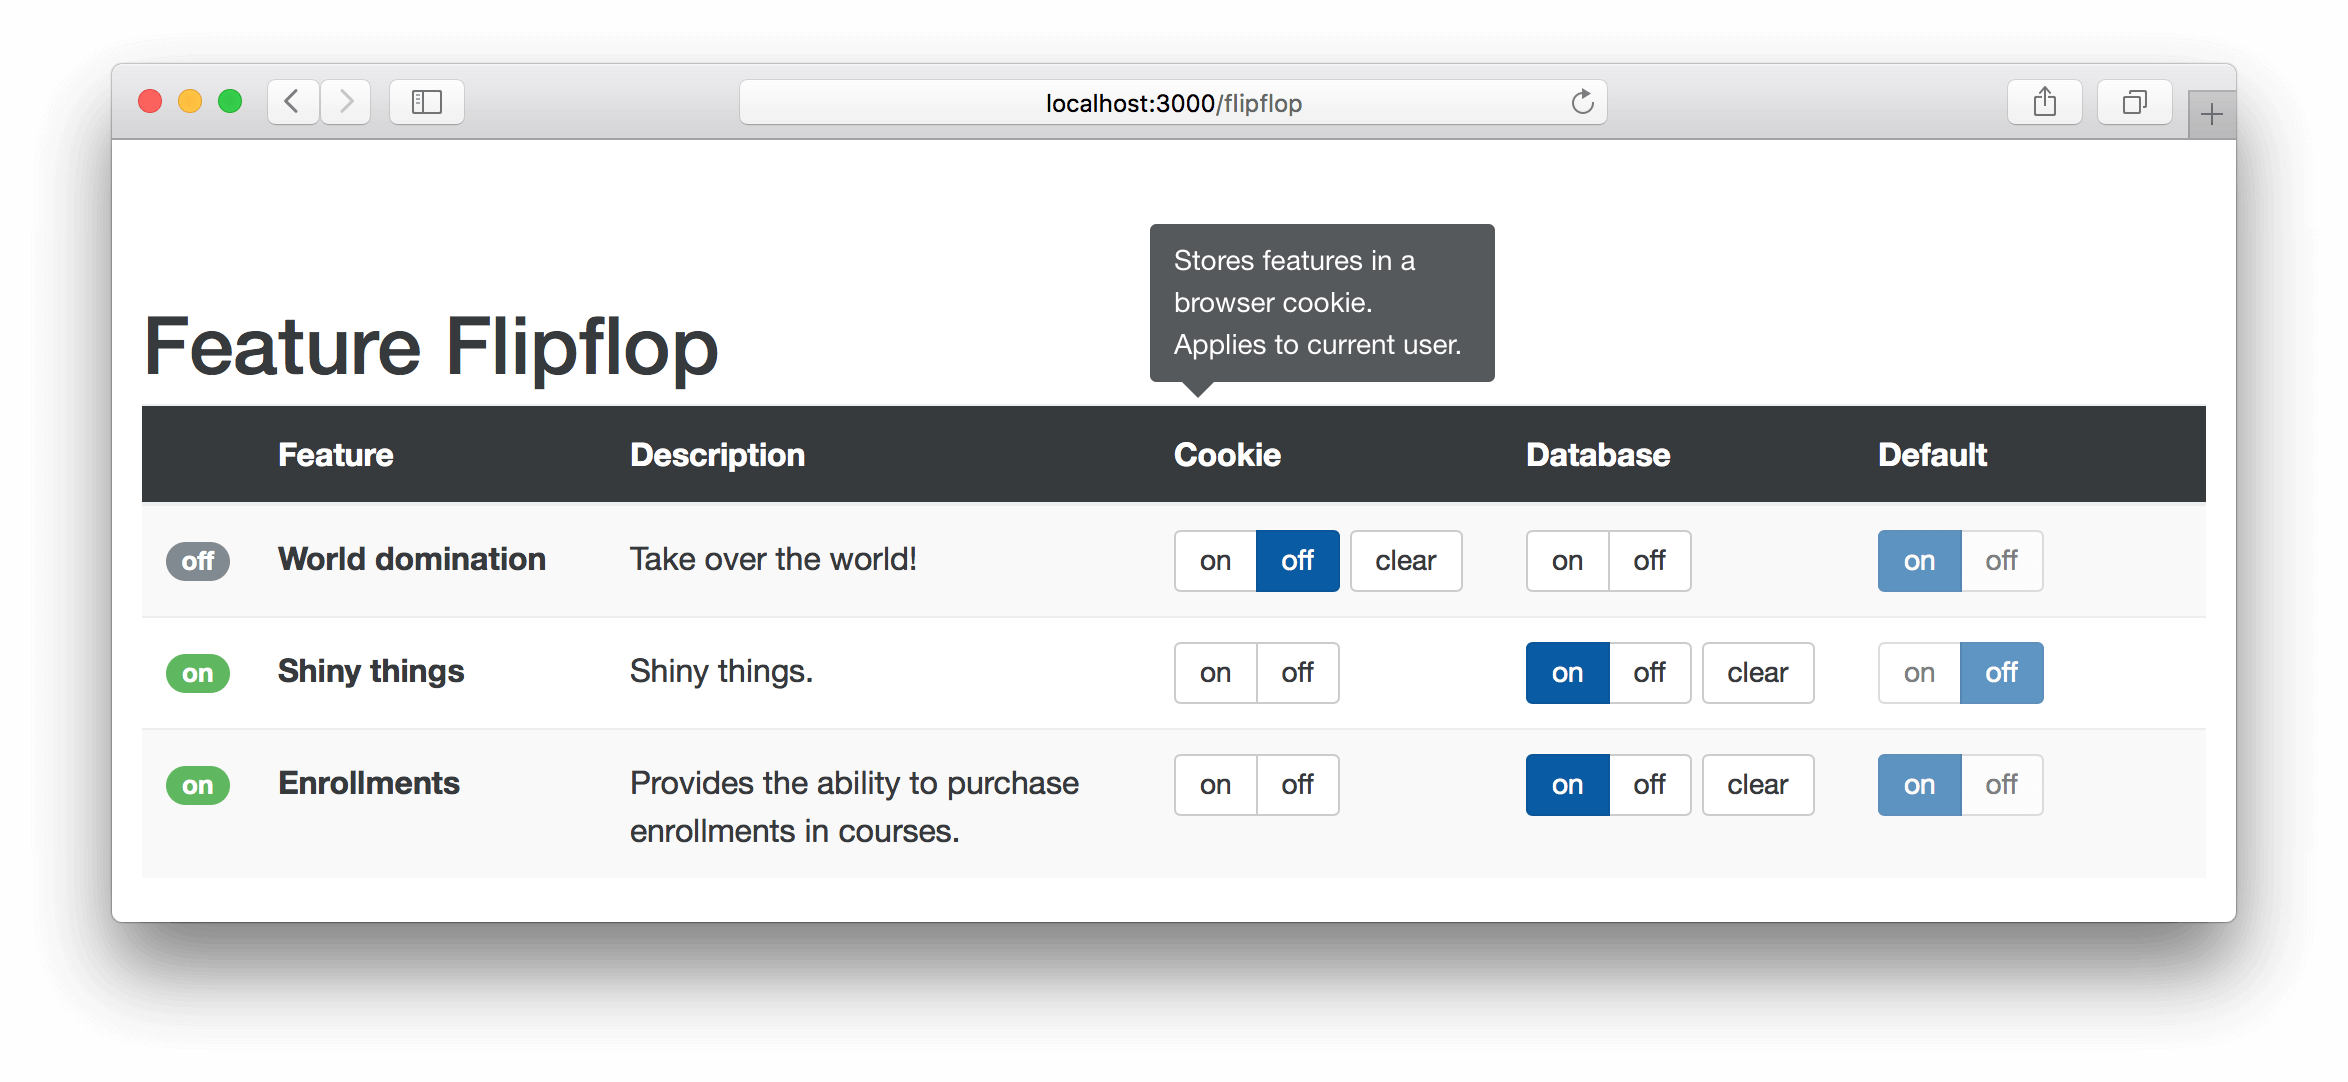 localhost:3000/flipflop
Stores features in a
browser cookie.
Applies to current user.
Feature Flipflop
Feature Description Cookie Database Default
off World domination Take over the world! on off clear on off on off
on Shiny things Shiny things. on off on off clear on off
on Enrollments Provides the ability to purchase on off on off clear on off
enrollments in courses.